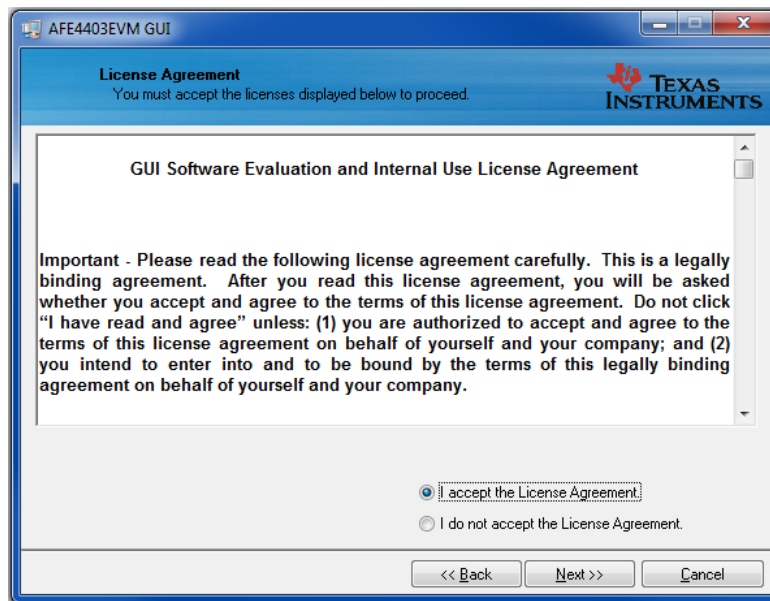 AFE4403EVM GUI
License Agreement
You must accept the licenses displayed below to proceed.
TEXAS
INSTRUMENTS
GUI Software Evaluation and Internal Use License Agreement
Important - Please read the following license agreement carefully. This is a legally
binding agreement. After you read this license agreement, you will be asked
whether you accept and agree to the terms of this license agreement. Do not click
“I have read and agree” unless: (1) you are authorized to accept and agree to the
terms of this license agreement on behalf of yourself and your company; and (2)
you intend to enter into and to be bound by the terms of this legally binding
agreement on behalf of yourself and your company.
I accept the License Agreement.
I do not accept the License Agreement.
<< Back
Next >>
Cancel